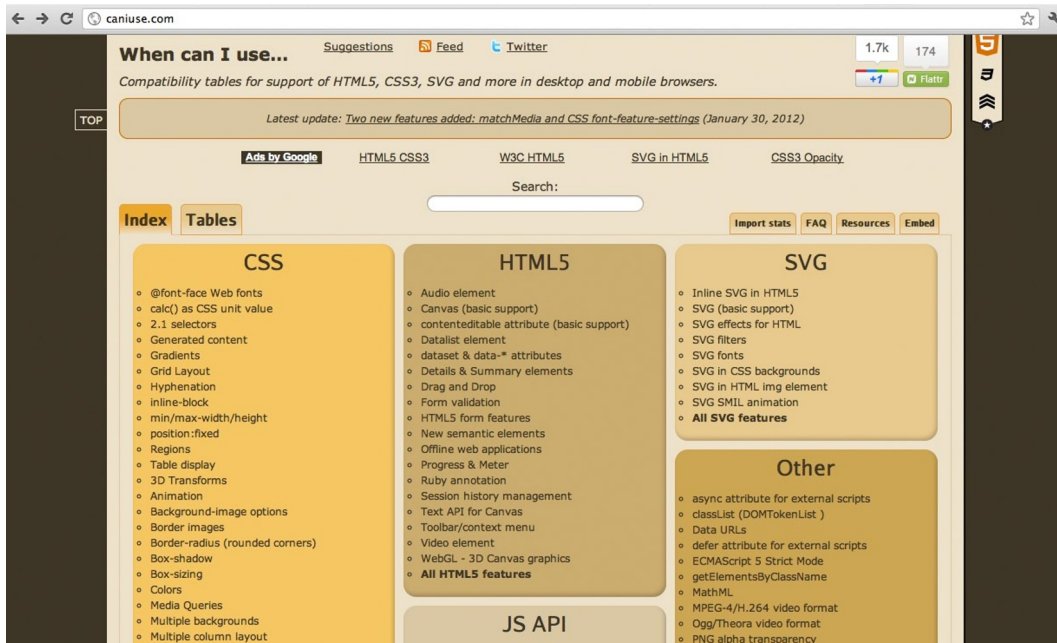 caniuse.com
When can I use...
Suggestions
Feed
Twitter
1.7k
174
+1
Flattr
Compatibility tables for support of HTML5, CSS3, SVG and more in desktop and mobile browsers.
TOP
Latest update: Two new features added: matchMedia and CSS font-feature-settings (January 30, 2012)
Ads by Google
HTML5 CSS3
W3C HTML5
SVG in HTML5
CSS3 Opacity
Search:
Index
Tables
Import stats
FAQ
Resources
Embed
CSS
@font-face Web fonts
calc() as CSS unit value
2.1 selectors
Generated content
Gradients
Grid Layout
Hyphenation
inline-block
min/max-width/height
position:fixed
Regions
Table display
3D Transforms
Animation
Background-image options
Border images
Border-radius (rounded corners)
Box-shadow
Box-sizing
Colors
Media Queries
Multiple backgrounds
Multiple column layout
HTML5
Audio element
Canvas (basic support)
contenteditable attribute (basic support)
Datalist element
dataset & data-* attributes
Details & Summary elements
Drag and Drop
Form validation
HTML5 form features
New semantic elements
Offline web applications
Progress & Meter
Ruby annotation
Session history management
Text API for Canvas
Toolbar/context menu
Video element
WebGL - 3D Canvas graphics
All HTML5 features
JS API
SVG
Inline SVG in HTML5
SVG (basic support)
SVG effects for HTML
SVG filters
SVG fonts
SVG in CSS backgrounds
SVG in HTML img element
SVG SMIL animation
All SVG features
Other
async attribute for external scripts
classList (DOMTokenList )
Data URLs
defer attribute for external scripts
ECMAScript 5 Strict Mode
getElementsByClassName
MathML
MPEG-4/H.264 video format
Ogg/Theora video format
PNG alpha transparency